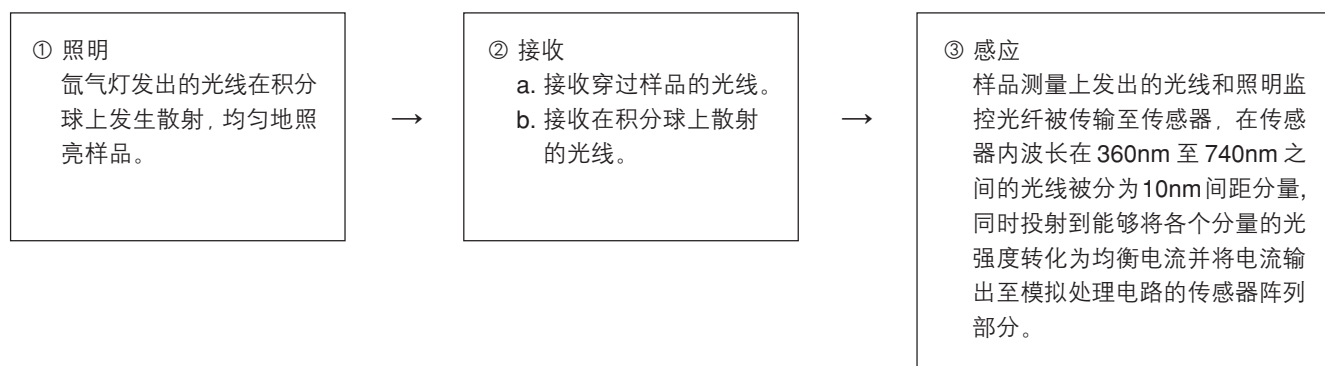 ① 照明
氙气灯发出的光线在积分
球上发生散射，均匀地照
亮样品。
→
② 接收
a. 接收穿过样品的光线。
b. 接收在积分球上散射
的光线。
→
③ 感应
样品测量上发出的光线和照明监
控光纤被传输至传感器，在传感
器内波长在 360nm 至 740nm 之
间的光线被分为10nm间距分量,
同时投射到能够将各个分量的光
强度转化为均衡电流并将电流输
出至模拟处理电路的传感器阵列
部分。